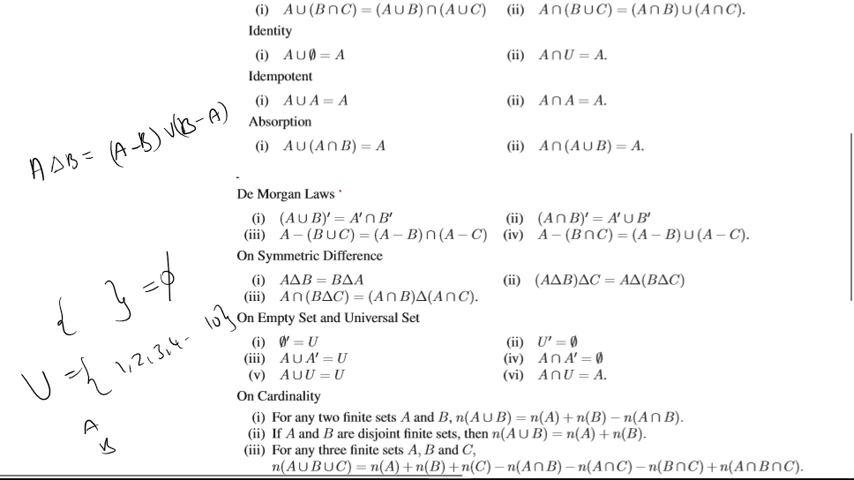 (i) A∪(B∩C) = (A∪B)∩(A∪C) (ii) A∩(B∪C) = (A∩B)∪(A∩C).
Identity
(i) A∪∅ = A (ii) A∩U = A.
Idempotent
(i) A∪A = A (ii) A∩A = A.
Absorption
(i) A∪(A∩B) = A (ii) A∩(A∪B) = A.
A Δ B = (A-B) ∪ (B-A)
De Morgan Laws
(i) (A∪B)′ = A′∩B′ (ii) (A∩B)′ = A′∪B′
(iii) A−(B∪C) = (A−B)∩(A−C) (iv) A−(B∩C) = (A−B)∪(A−C).
On Symmetric Difference
(i) AΔB = BΔA (ii) (AΔB)ΔC = AΔ(BΔC)
(iii) A∩(BΔC) = (A∩B)Δ(A∩C).
{ } = ϕ
On Empty Set and Universal Set
(i) ∅′ = U (ii) U′ = ∅
(iii) A∪A′ = U (iv) A∩A′ = ∅
(v) A∪U = U (vi) A∩U = A.
U = { 1,2,3,4 - 10}
A
B
On Cardinality
(i) For any two finite sets A and B, n(A∪B) = n(A)+n(B)−n(A∩B).
(ii) If A and B are disjoint finite sets, then n(A∪B) = n(A)+n(B).
(iii) For any three finite sets A, B and C,
n(A∪B∪C) = n(A)+n(B)+n(C)−n(A∩B)−n(A∩C)−n(B∩C)+n(A∩B∩C).